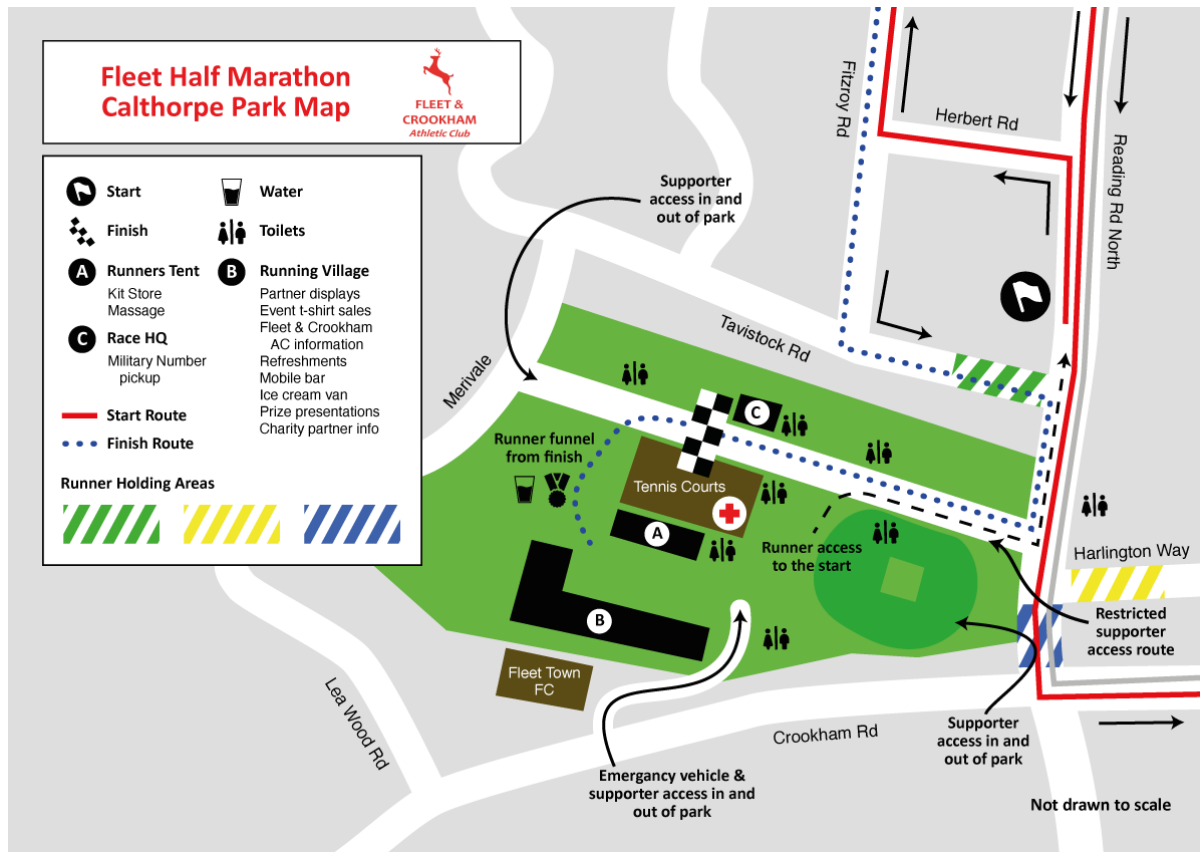 Fleet Half Marathon
Calthorpe Park Map
FLEET &
CROOKHAM
Athletic Club
Start
Water
Finish
Toilets
A
Runners Tent
Kit Store
Massage
B
Running Village
Partner displays
Event t-shirt sales
Fleet & Crookham
AC information
Refreshments
Mobile bar
Ice cream van
Prize presentations
Charity partner info
C
Race HQ
Military Number
pickup
Start Route
Finish Route
Runner Holding Areas
Fitzroy Rd
Herbert Rd
Reading Rd North
Supporter
access in and
out of park
Tavistock Rd
Merivale
C
Runner funnel
from finish
Tennis Courts
A
Runner access
to the start
Harlington Way
B
Restricted
supporter
access route
Fleet Town
FC
Lea Wood Rd
Crookham Rd
Supporter
access in and
out of park
Emergancy vehicle &
supporter access in and
out of park
Not drawn to scale